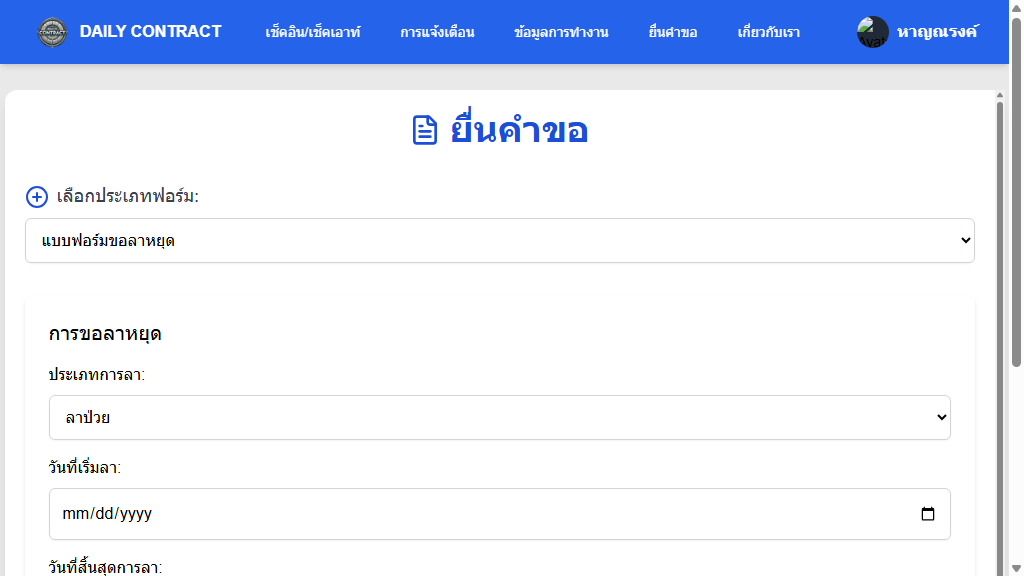 DAILY CONTRACT
เช็คอิน/เช็คเอาท์
การแจ้งเตือน
ข้อมูลการทำงาน
ยื่นคำขอ
เกี่ยวกับเรา
หาญณรงค์
ยื่นคำขอ
เลือกประเภทฟอร์ม:
แบบฟอร์มขอลาหยุด
การขอลาหยุด
ประเภทการลา:
ลาป่วย
วันที่เริ่มลา:
mm/dd/yyyy
วันที่สิ้นสุดการลา: